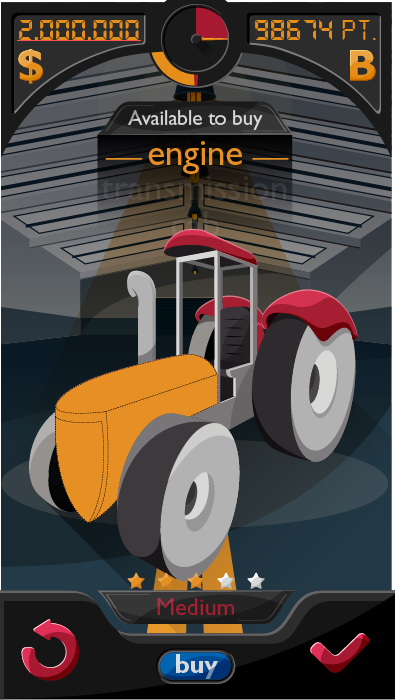 2.000.000
98674 PT.
$
B
Available to buy
engine
transmission
Medium
buy